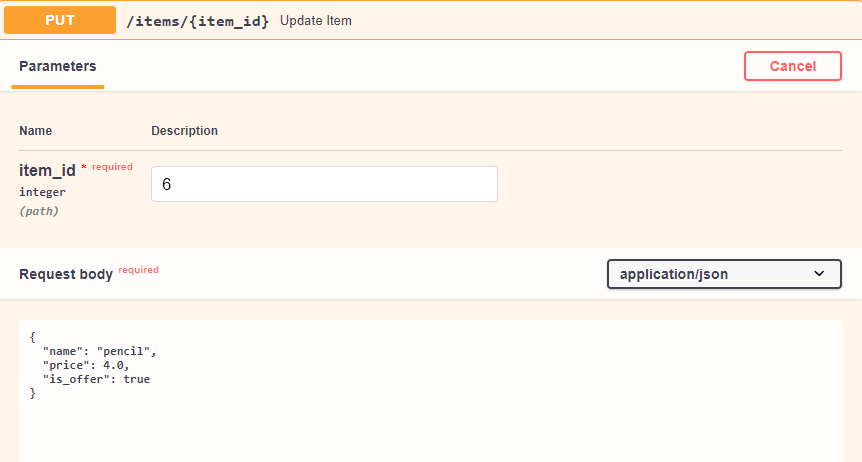 PUT /items/{item_id} Update Item
Parameters
Cancel
Name Description
item_id * required
integer
(path)
6
Request body required
application/json
{
  "name": "pencil",
  "price": 4.0,
  "is_offer": true
}